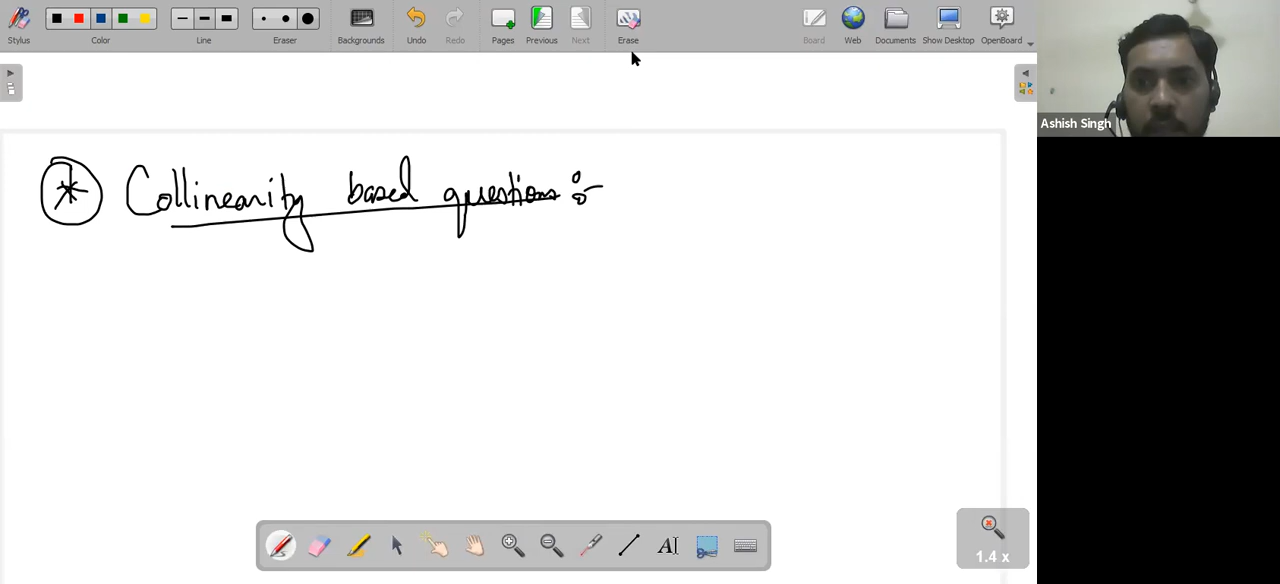 Stylus
Color
Line
Eraser
Backgrounds
Undo
Redo
Pages
Previous
Next
Erase
Board
Web
Documents
Show Desktop
OpenBoard
Ashish Singh
* Collinearity based questions :-
1.4 x